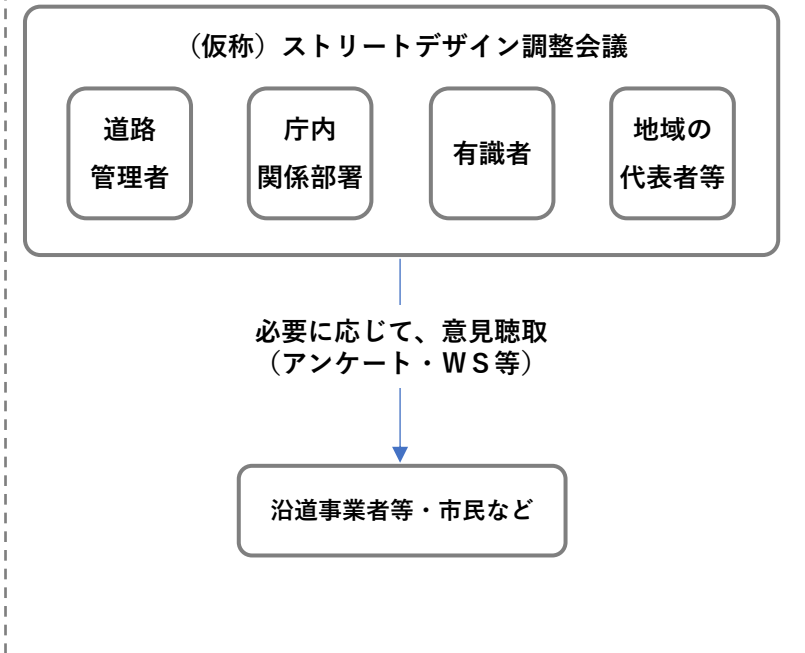 （仮称）ストリートデザイン調整会議
道路
管理者
庁内
関係部署
有識者
地域の
代表者等
必要に応じて、意見聴取
（アンケート・ＷＳ等）
沿道事業者等・市民など